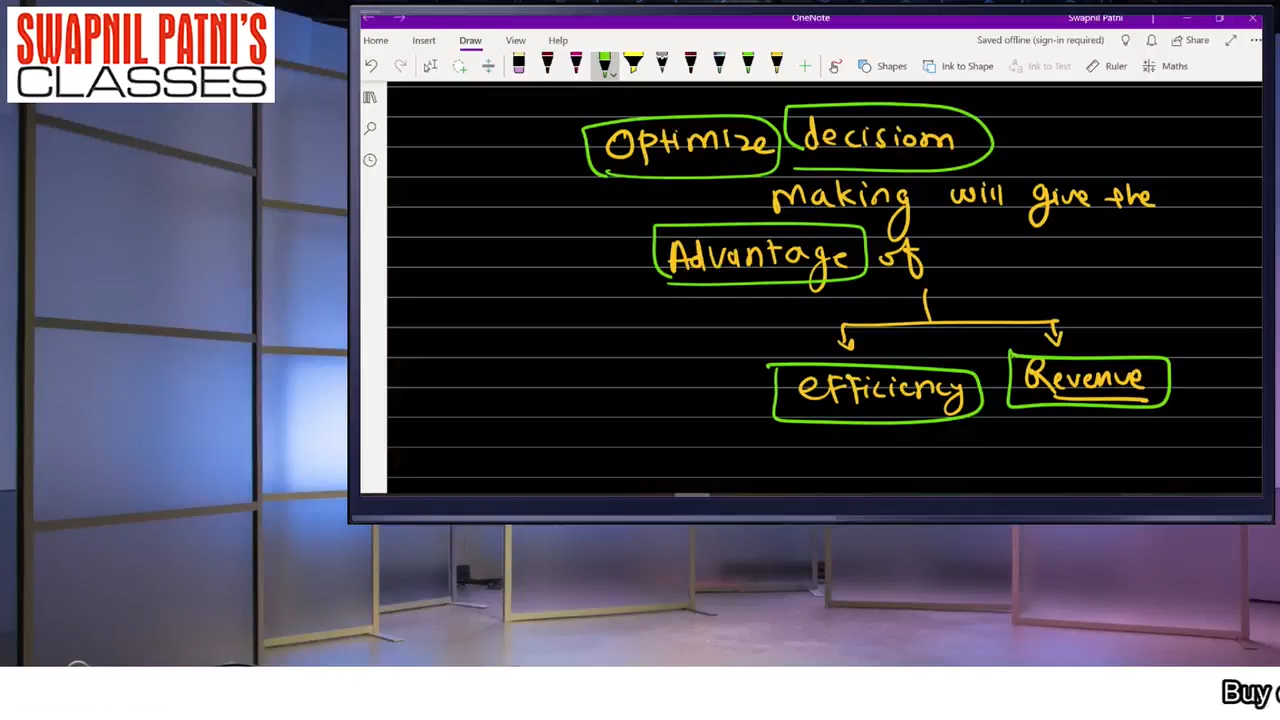 SWAPNIL PATNI'S
CLASSES
OneNote
Swapnil Patni
Home Insert Draw View Help
Saved offline (sign-in required) Share
Shapes Ink to Shape Ink to Text Ruler Maths
Optimize decision
making will give the
Advantage of
efficiency Revenue
Buy